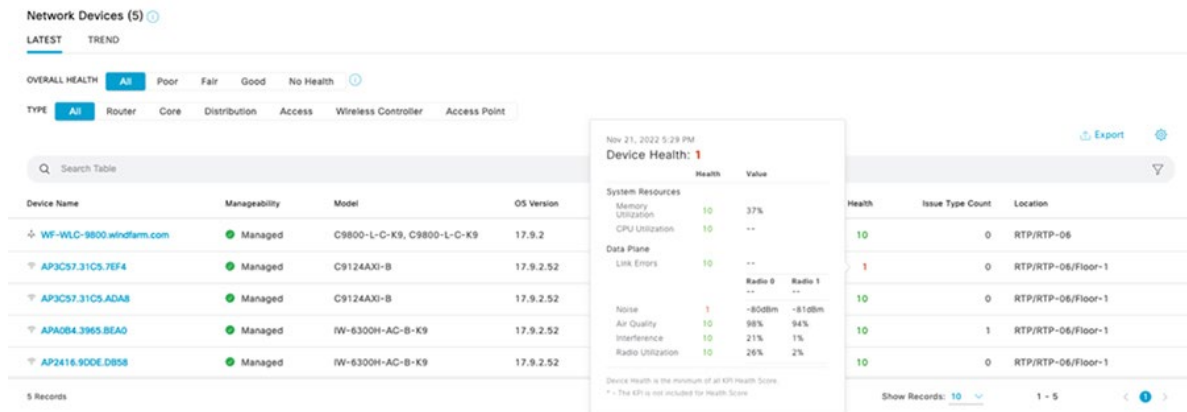 Network Devices (5)
LATEST TREND
OVERALL HEALTH All Poor Fair Good No Health
TYPE All Router Core Distribution Access Wireless Controller Access Point
Export
Search Table
Device Name Manageability Model OS Version Health Issue Type Count Location
WF-WLC-9800.windfarm.com Managed C9800-L-C-K9, C9800-L-C-K9 17.9.2 10 0 RTP/RTP-06
AP3C57.31C5.7EF4 Managed C9124AXI-B 17.9.2.52 1 0 RTP/RTP-06/Floor-1
AP3C57.31C5.ADA8 Managed C9124AXI-B 17.9.2.52 10 0 RTP/RTP-06/Floor-1
APA0B4.3965.BEA0 Managed IW-6300H-AC-B-K9 17.9.2.52 10 1 RTP/RTP-06/Floor-1
AP2416.9DDE.DB58 Managed IW-6300H-AC-B-K9 17.9.2.52 10 0 RTP/RTP-06/Floor-1
5 Records Show Records: 10 1 - 5 1
Nov 21, 2022 5:29 PM
Device Health: 1
Health Value
System Resources
Memory
Utilization 10 37%
CPU Utilization 10 --
Data Plane
Link Errors 10 --
Radio 0 Radio 1
-- --
Noise 1 -80dBm -81dBm
Air Quality 10 98% 94%
Interference 10 21% 1%
Radio Utilization 10 26% 2%
Device Health is the minimum of all KPI Health Score
* - The KPI is not included for Health Score